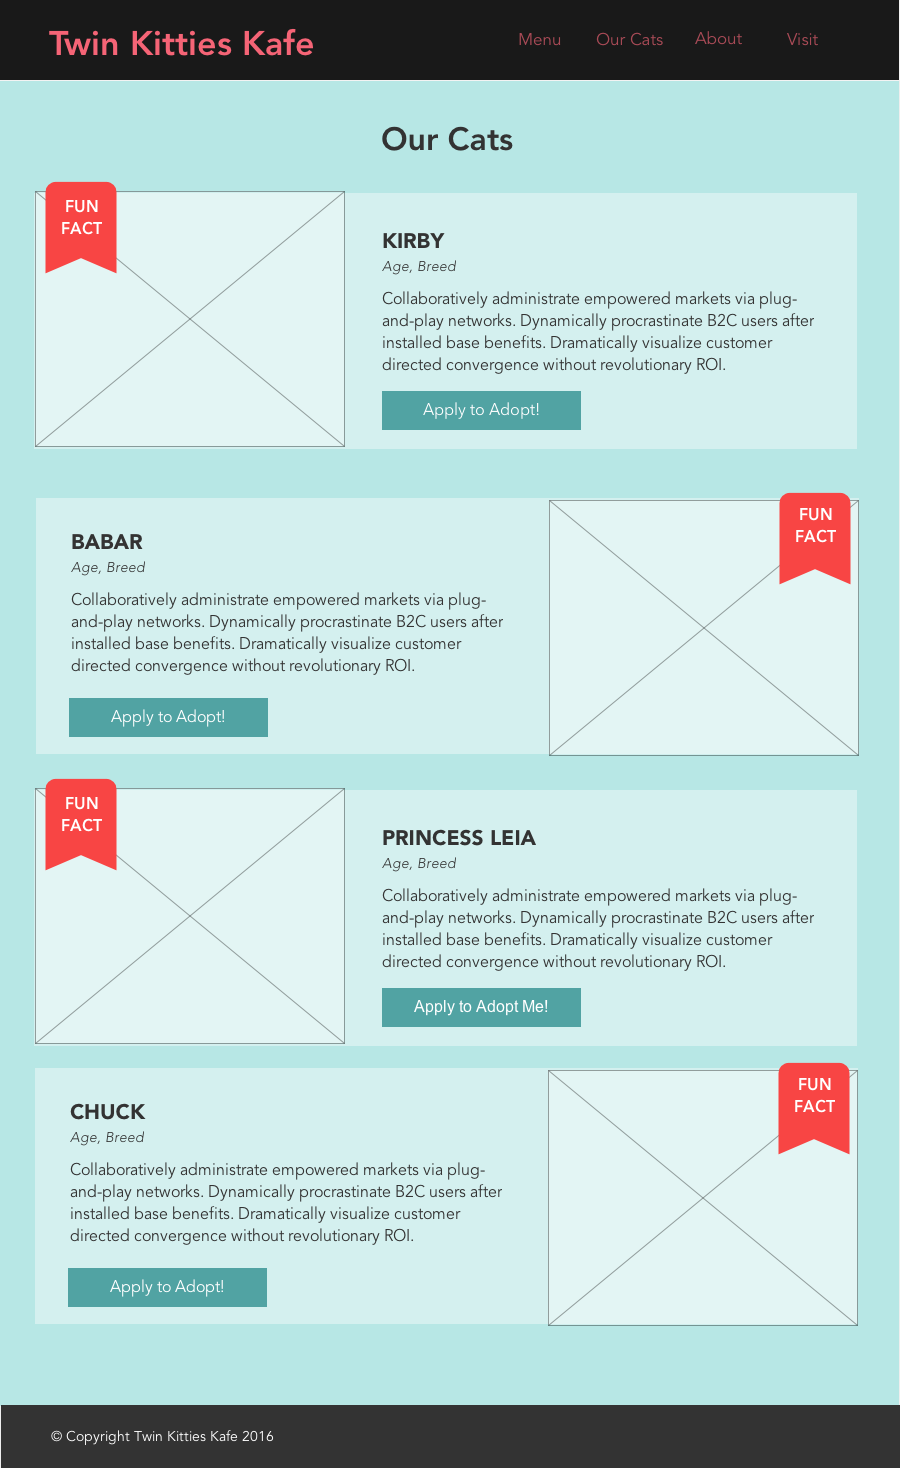 Twin Kitties Kafe
Menu Our Cats About Visit
Our Cats
FUN
FACT
KIRBY
Age, Breed
Collaboratively administrate empowered markets via plug-
and-play networks. Dynamically procrastinate B2C users after
installed base benefits. Dramatically visualize customer
directed convergence without revolutionary ROI.
Apply to Adopt!
BABAR
Age, Breed
Collaboratively administrate empowered markets via plug-
and-play networks. Dynamically procrastinate B2C users after
installed base benefits. Dramatically visualize customer
directed convergence without revolutionary ROI.
Apply to Adopt!
FUN
FACT
FUN
FACT
PRINCESS LEIA
Age, Breed
Collaboratively administrate empowered markets via plug-
and-play networks. Dynamically procrastinate B2C users after
installed base benefits. Dramatically visualize customer
directed convergence without revolutionary ROI.
Apply to Adopt Me!
CHUCK
Age, Breed
Collaboratively administrate empowered markets via plug-
and-play networks. Dynamically procrastinate B2C users after
installed base benefits. Dramatically visualize customer
directed convergence without revolutionary ROI.
Apply to Adopt!
FUN
FACT
© Copyright Twin Kitties Kafe 2016